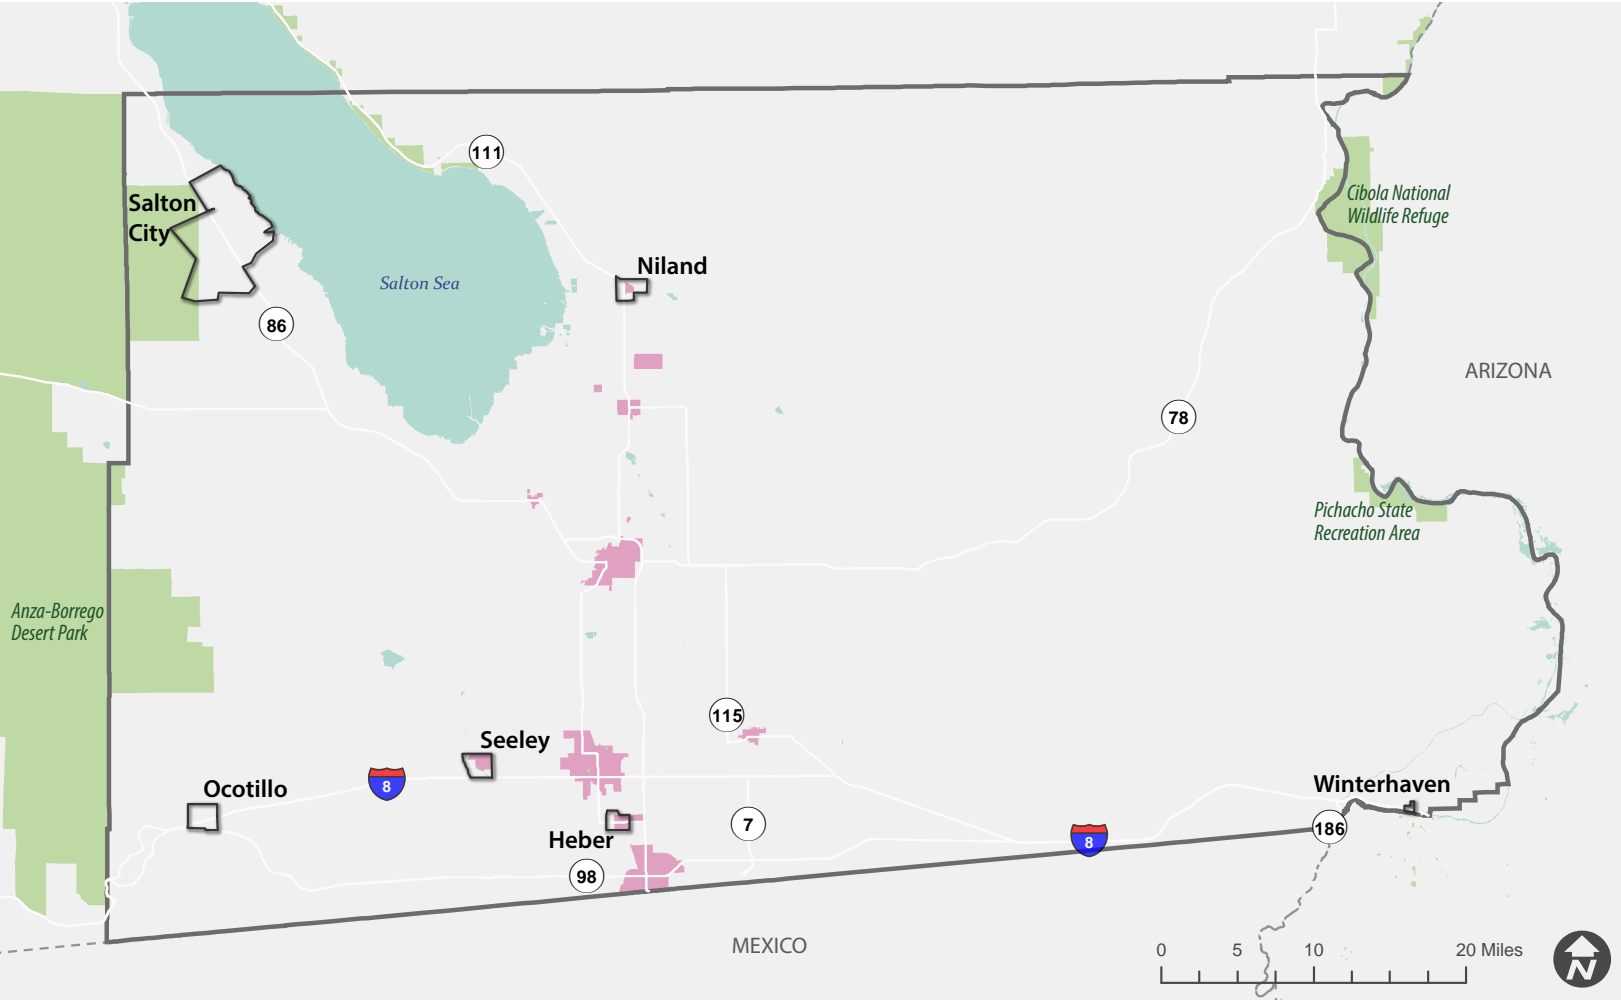 111
Salton
City
Cibola National
Wildlife Refuge
Niland
Salton Sea
86
ARIZONA
78
Pichacho State
Recreation Area
Anza-Borrego
Desert Park
115
Seeley
8
Ocotillo
Winterhaven
7
186
Heber
8
98
MEXICO
0 5 10 20 Miles
N